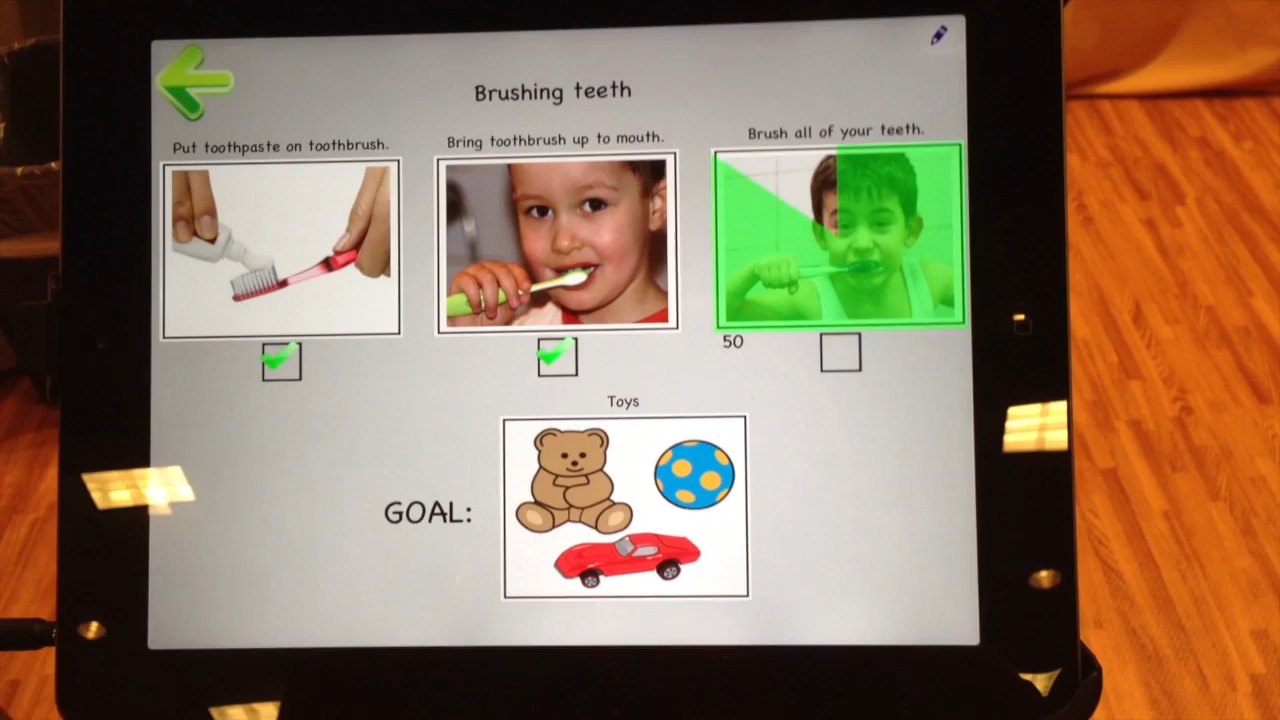 Brushing teeth
Put toothpaste on toothbrush.
Bring toothbrush up to mouth.
Brush all of your teeth.
50
Toys
GOAL: